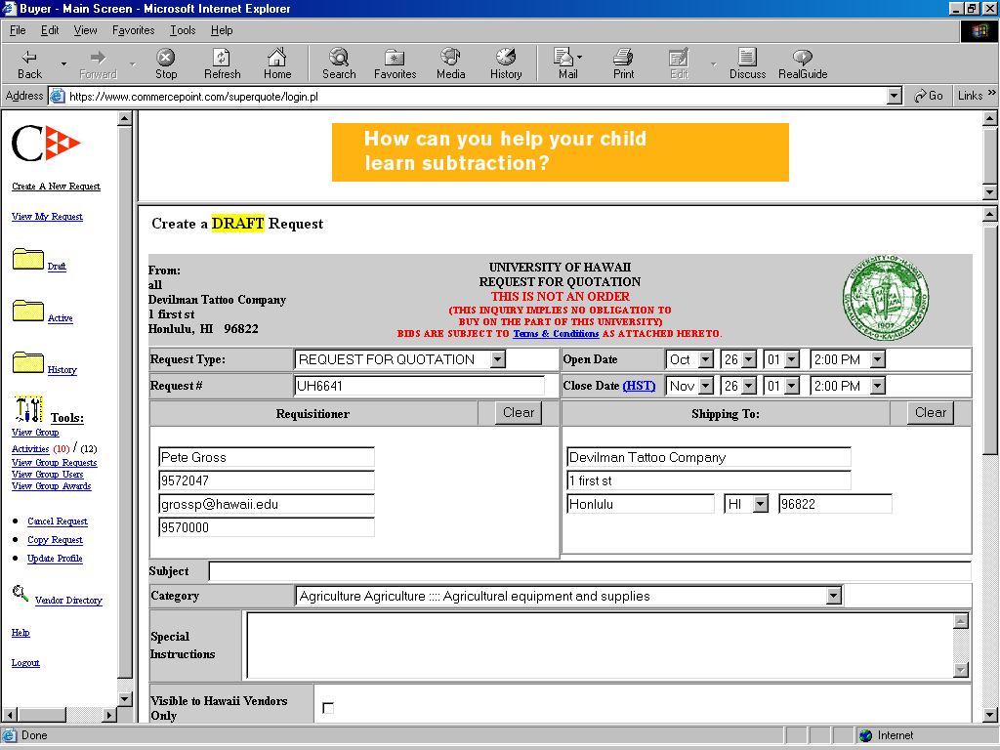 Buyer - Main Screen - Microsoft Internet Explorer
File Edit View Favorites Tools Help
Back Forward Stop Refresh Home Search Favorites Media History Mail Print Edit Discuss RealGuide
Address https://www.commercepoint.com/superquote/login.pl Go Links »
C
Create A New Request
View My Request
Draft
Active
History
Tools:
View Group
Activities (10) / (12)
View Group Requests
View Group Users
View Group Awards
Cancel Request
Copy Request
Update Profile
Vendor Directory
Help
Logout
How can you help your child
learn subtraction?
Create a DRAFT Request
From:
all
Devilman Tattoo Company
1 first st
Honlulu, HI 96822
UNIVERSITY OF HAWAII
REQUEST FOR QUOTATION
THIS IS NOT AN ORDER
(THIS INQUIRY IMPLIES NO OBLIGATION TO
BUY ON THE PART OF THIS UNIVERSITY)
BIDS ARE SUBJECT TO Terms & Conditions AS ATTACHED HERETO.
1907
Request Type: REQUEST FOR QUOTATION Open Date Oct 26 01 2:00 PM
Request # UH6641 Close Date (HST) Nov 26 01 2:00 PM
Requisitioner Clear Shipping To: Clear
Pete Gross
9572047
grossp@hawaii.edu
9570000
Devilman Tattoo Company
1 first st
Honlulu HI 96822
Subject
Category Agriculture Agriculture :::: Agricultural equipment and supplies
Special
Instructions
Visible to Hawaii Vendors
Only
Done Internet